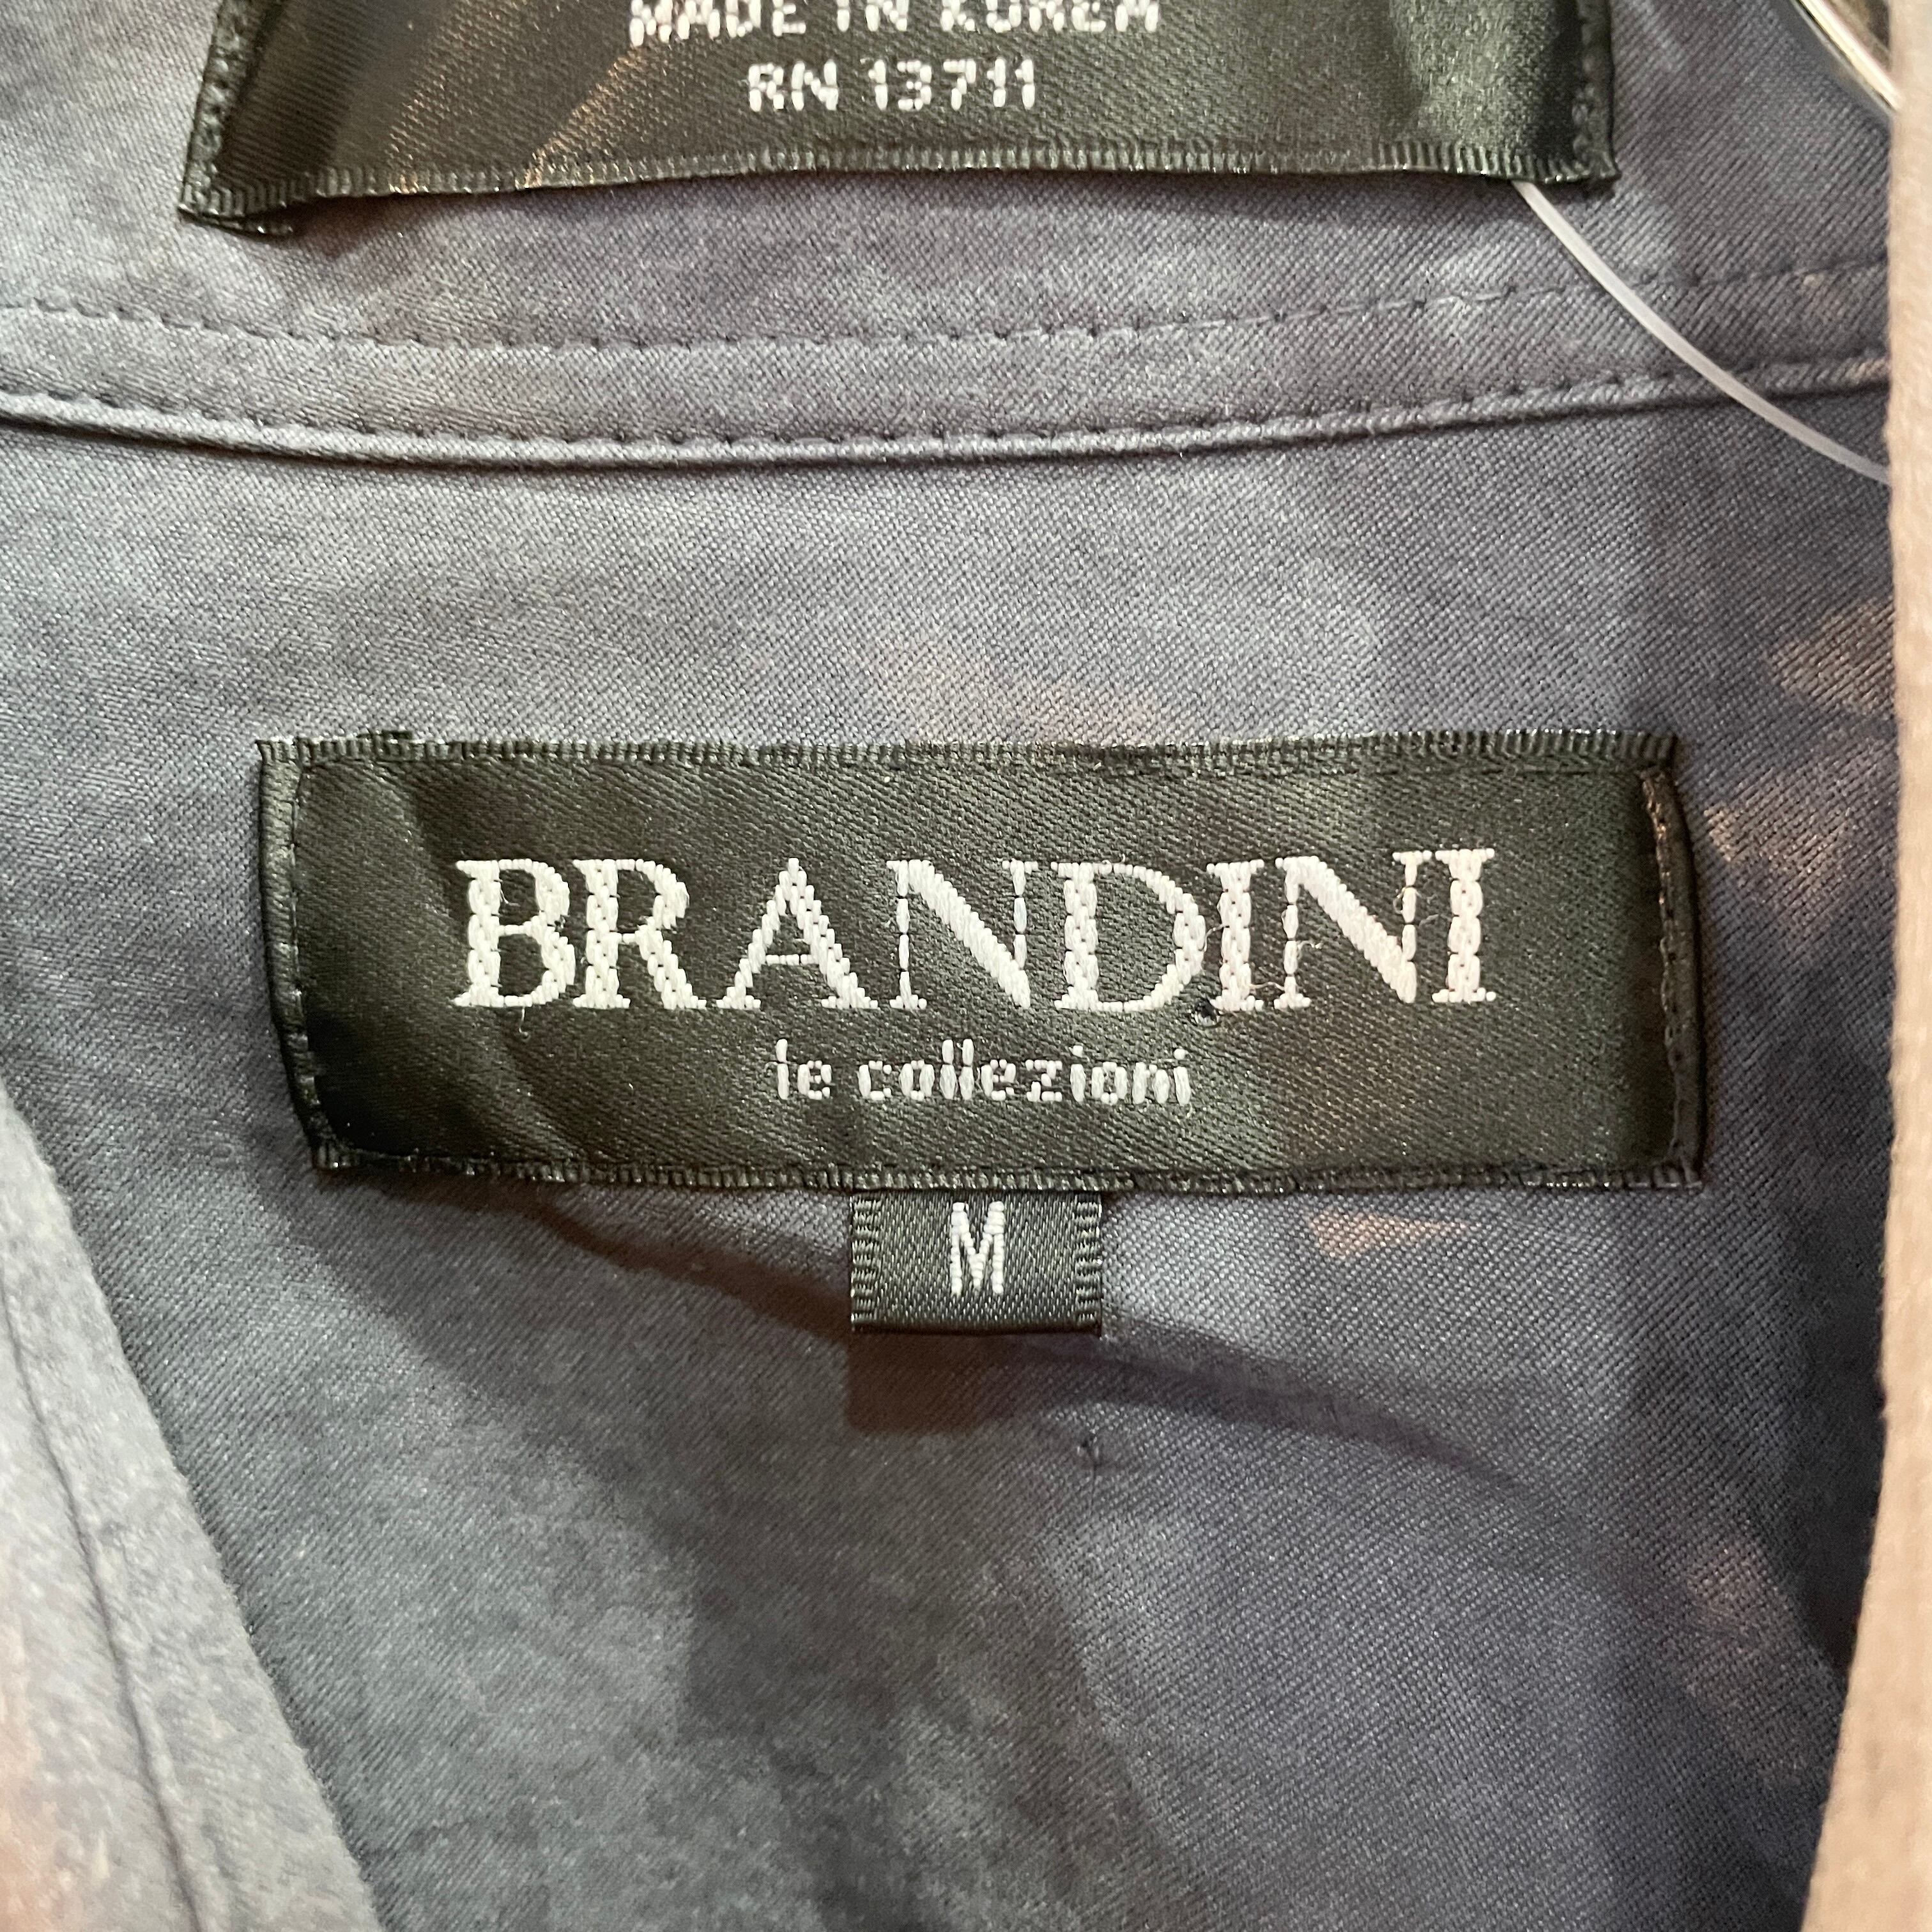 MADE IN KOREA
RN 13711
BRANDINI
le collezioni
M